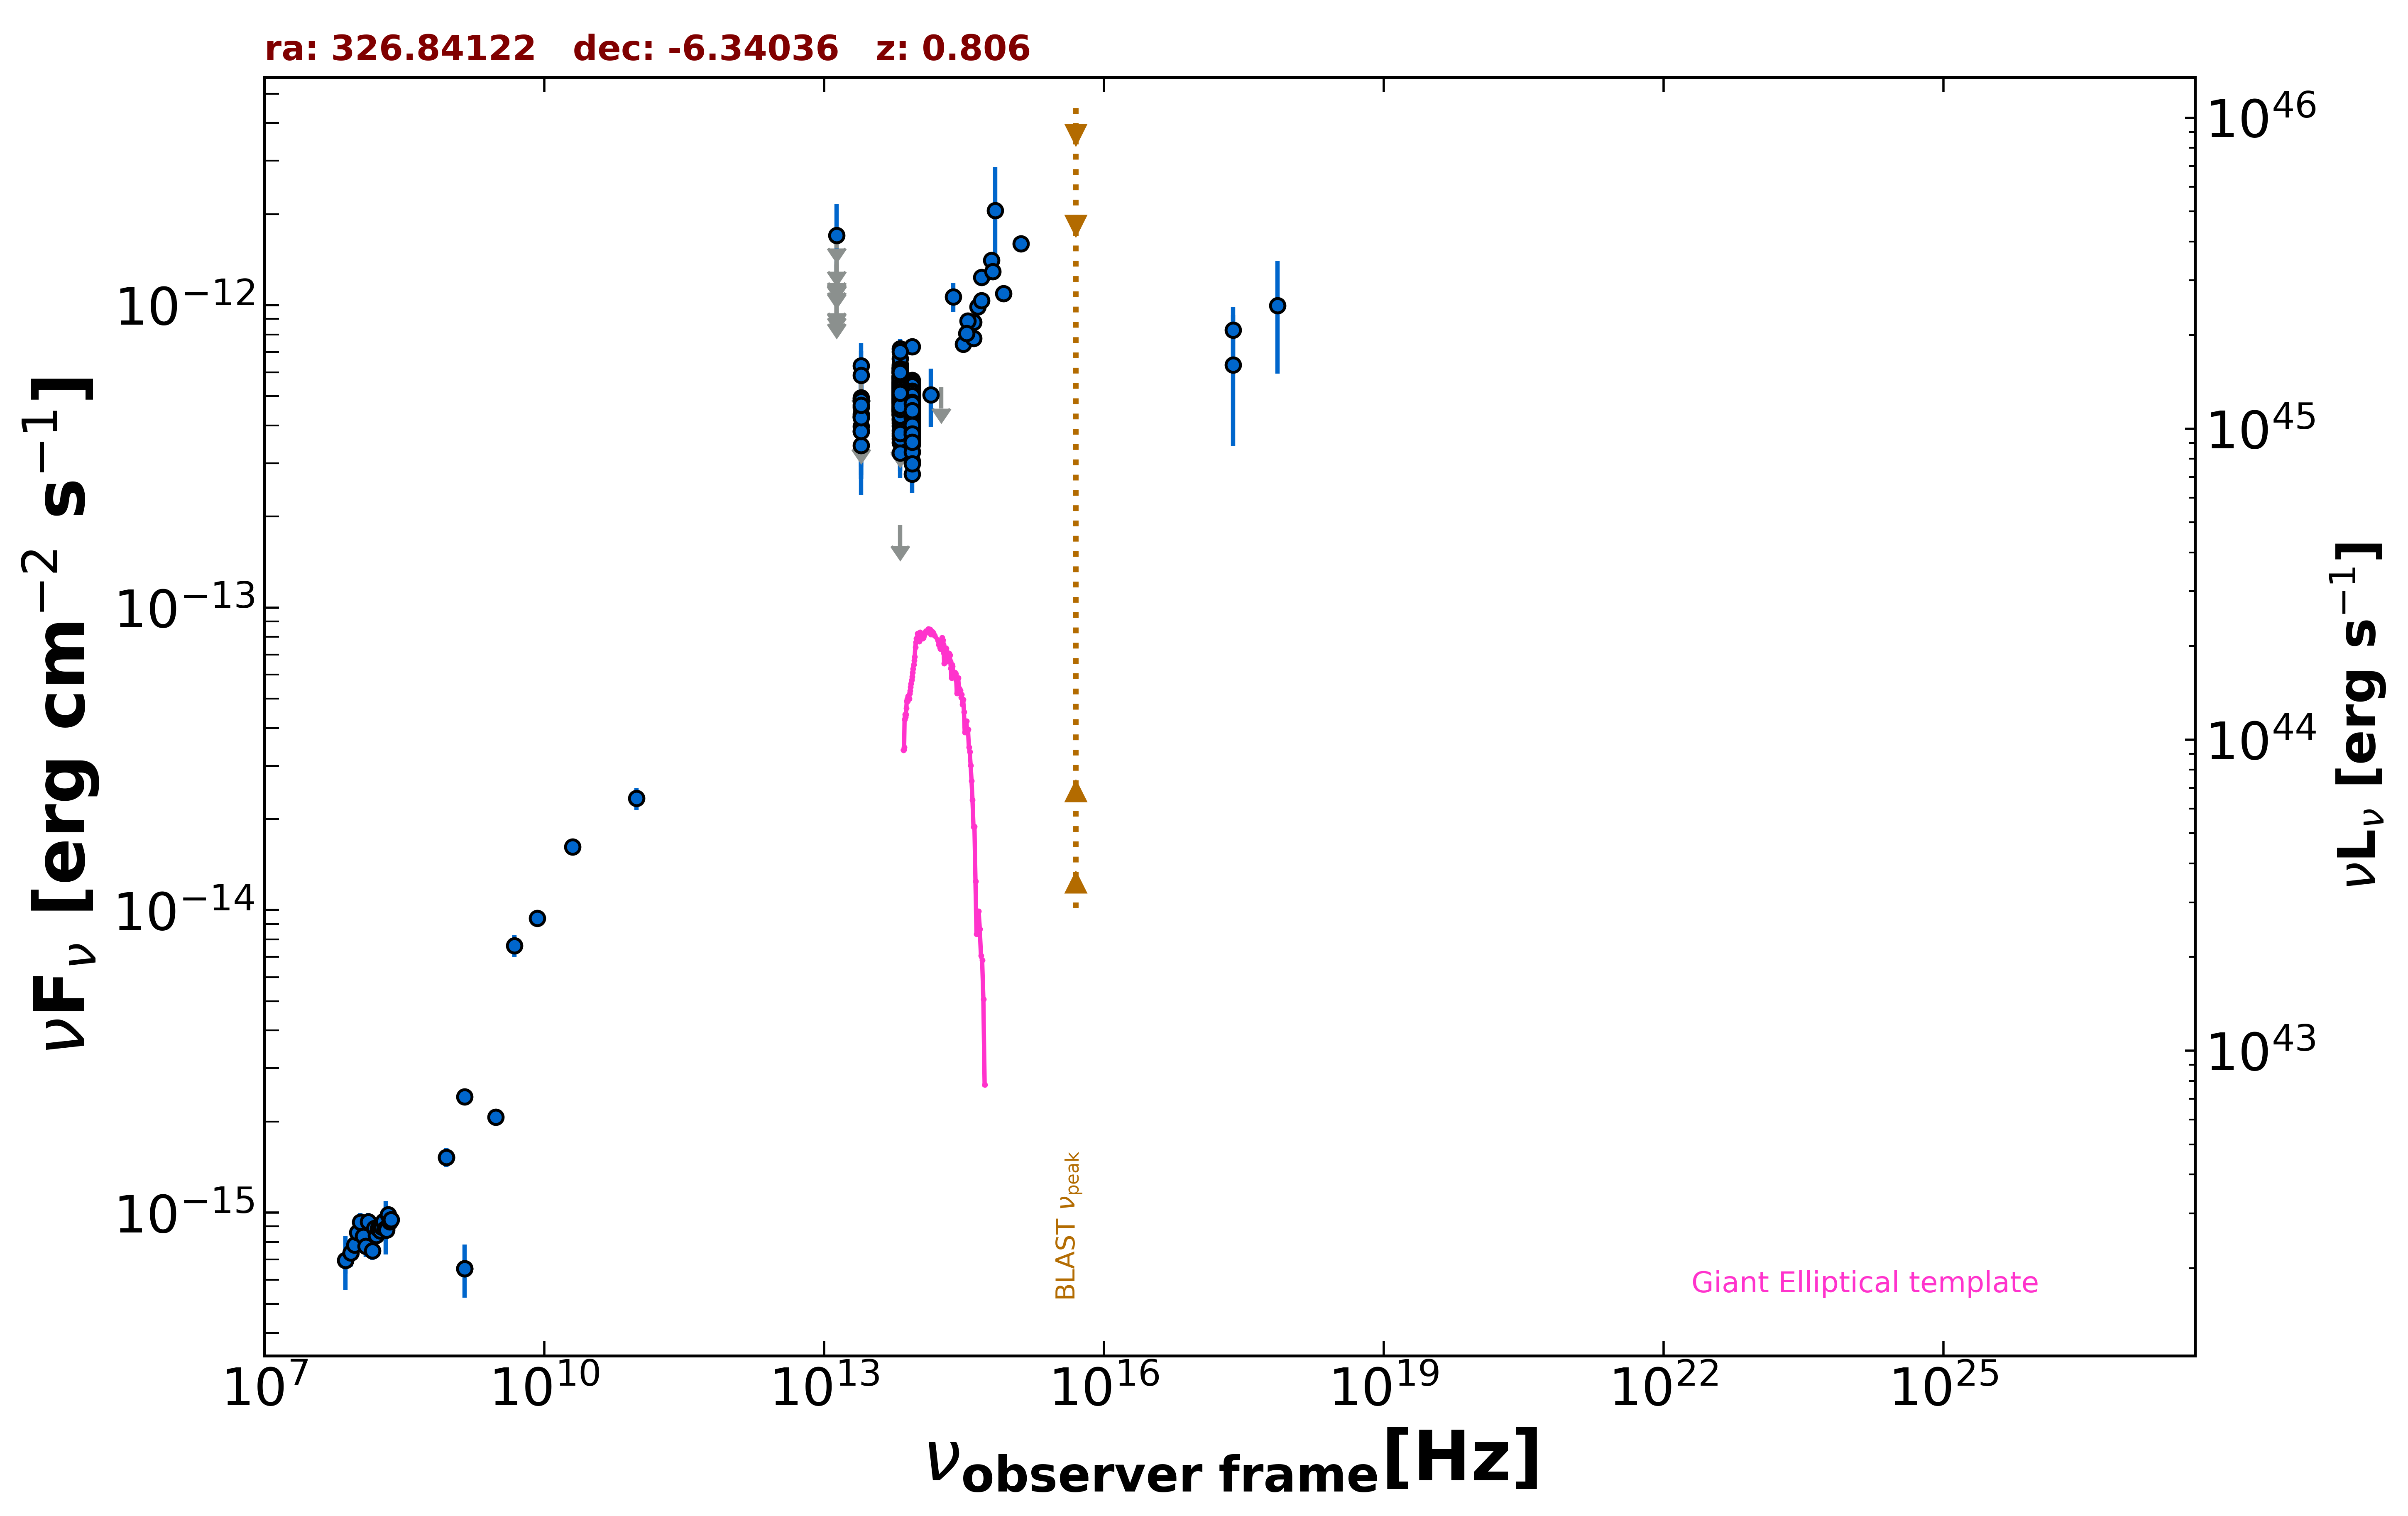 ra: 326.84122 dec: -6.34036 z: 0.806
10^46
10^-12
10^45
νF_ν [erg cm^−2 s^−1]
10^-13
νL_ν [erg s^−1]
10^44
10^-14
10^43
10^-15
BLAST ν_peak
Giant Elliptical template
10^7 10^10 10^13 10^16 10^19 10^22 10^25
ν_observer frame [Hz]